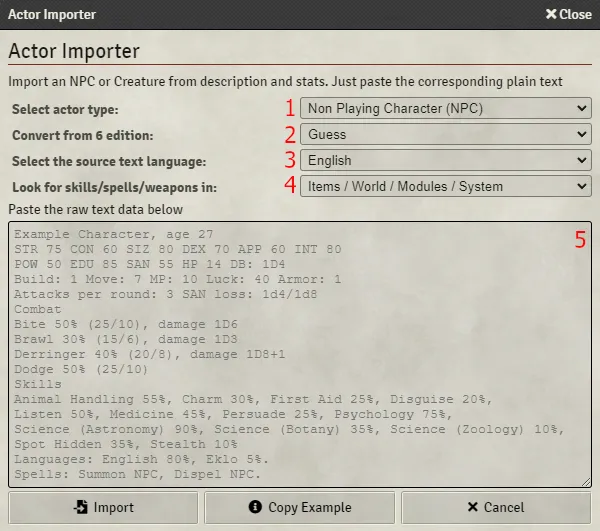 Actor Importer
Close
Actor Importer
Import an NPC or Creature from description and stats. Just paste the corresponding plain text
Select actor type: 1 Non Playing Character (NPC)
Convert from 6 edition: 2 Guess
Select the source text language: 3 English
Look for skills/spells/weapons in: 4 Items / World / Modules / System
Paste the raw text data below
5
Example Character, age 27
STR 75 CON 60 SIZ 80 DEX 70 APP 60 INT 80
POW 50 EDU 85 SAN 55 HP 14 DB: 1D4
Build: 1 Move: 7 MP: 10 Luck: 40 Armor: 1
Attacks per round: 3 SAN loss: 1d4/1d8
Combat
Bite 50% (25/10), damage 1D6
Brawl 30% (15/6), damage 1D3
Derringer 40% (20/8), damage 1D8+1
Dodge 50% (25/10)
Skills
Animal Handling 55%, Charm 30%, First Aid 25%, Disguise 20%,
Listen 50%, Medicine 45%, Persuade 25%, Psychology 75%,
Science (Astronomy) 90%, Science (Botany) 35%, Science (Zoology) 10%,
Spot Hidden 35%, Stealth 10%
Languages: English 80%, Eklo 5%.
Spells: Summon NPC, Dispel NPC.
Import
Copy Example
Cancel